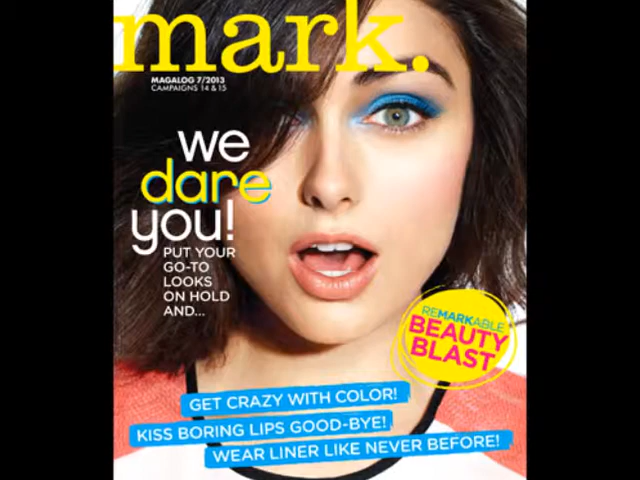 mark.
MAGALOG 7/2013
CAMPAIGNS 14 & 15
we
dare
you!
PUT YOUR
GO-TO
LOOKS
ON HOLD
AND...
REMARKABLE
BEAUTY
BLAST
GET CRAZY WITH COLOR!
KISS BORING LIPS GOOD-BYE!
WEAR LINER LIKE NEVER BEFORE!